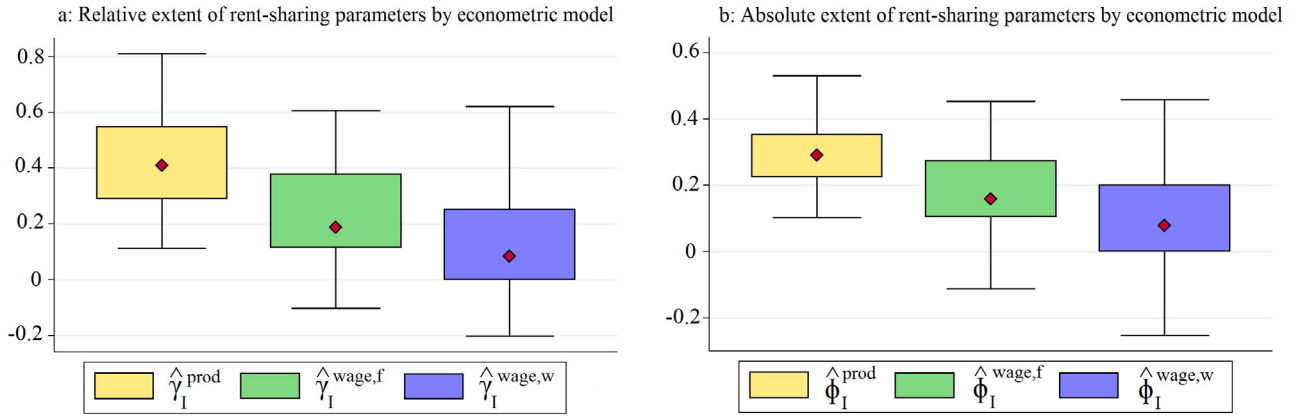 a: Relative extent of rent-sharing parameters by econometric model
0.8
0.6
0.4
0.2
0
-0.2
γ̂_I^prod γ̂_I^wage,f γ̂_I^wage,w
b: Absolute extent of rent-sharing parameters by econometric model
0.6
0.4
0.2
0
-0.2
ϕ̂_I^prod ϕ̂_I^wage,f ϕ̂_I^wage,w